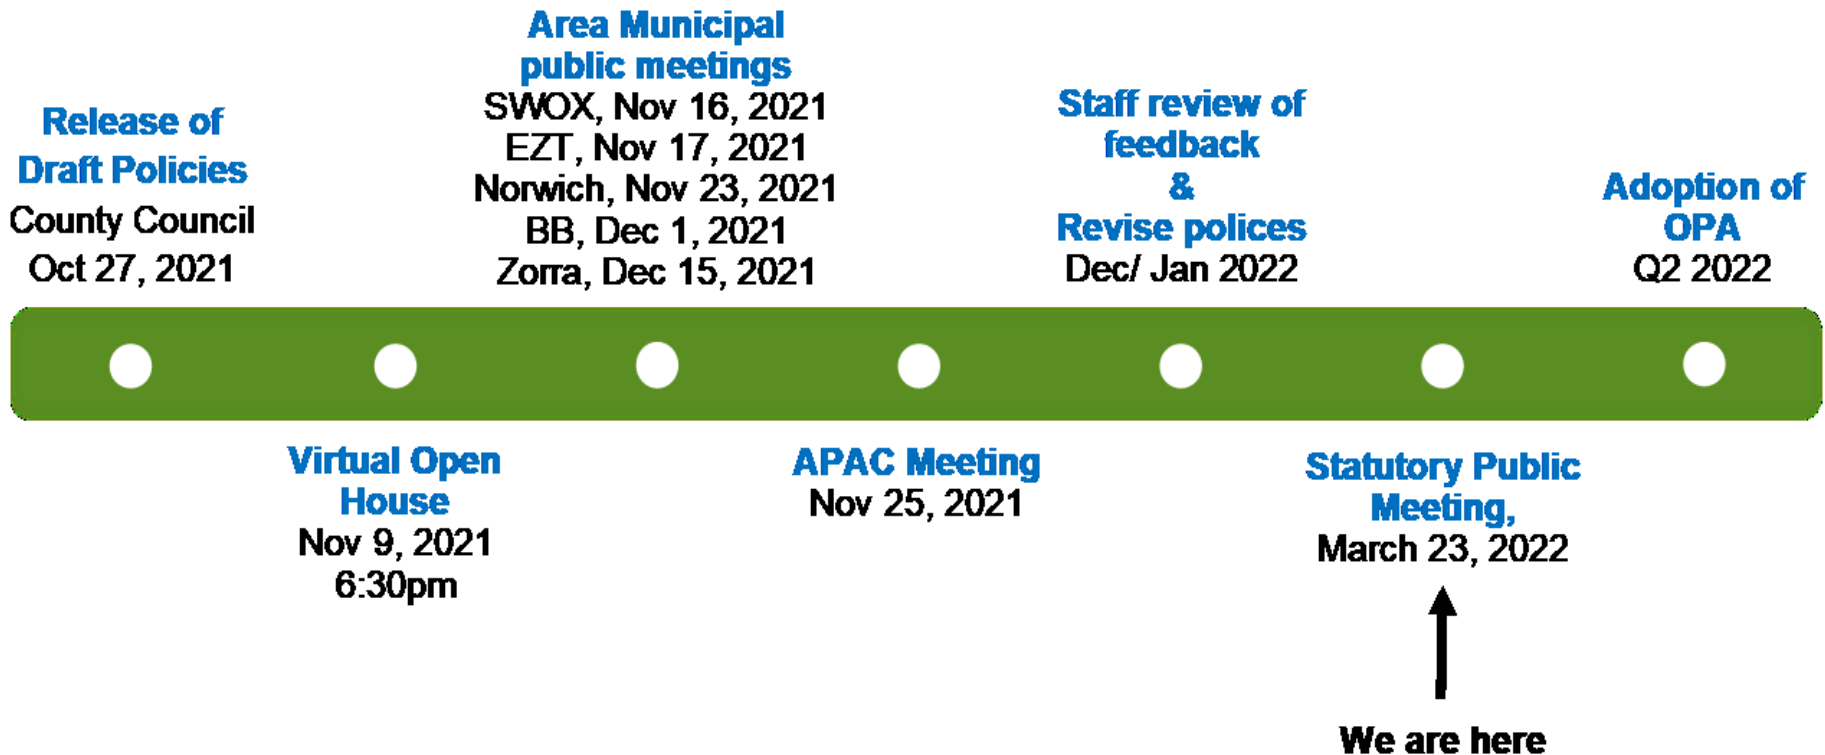 Release of
Draft Policies
County Council
Oct 27, 2021
Virtual Open
House
Nov 9, 2021
6:30pm
Area Municipal
public meetings
SWOX, Nov 16, 2021
EZT, Nov 17, 2021
Norwich, Nov 23, 2021
BB, Dec 1, 2021
Zorra, Dec 15, 2021
APAC Meeting
Nov 25, 2021
Staff review of
feedback
&
Revise polices
Dec/ Jan 2022
Statutory Public
Meeting,
March 23, 2022
We are here
Adoption of
OPA
Q2 2022